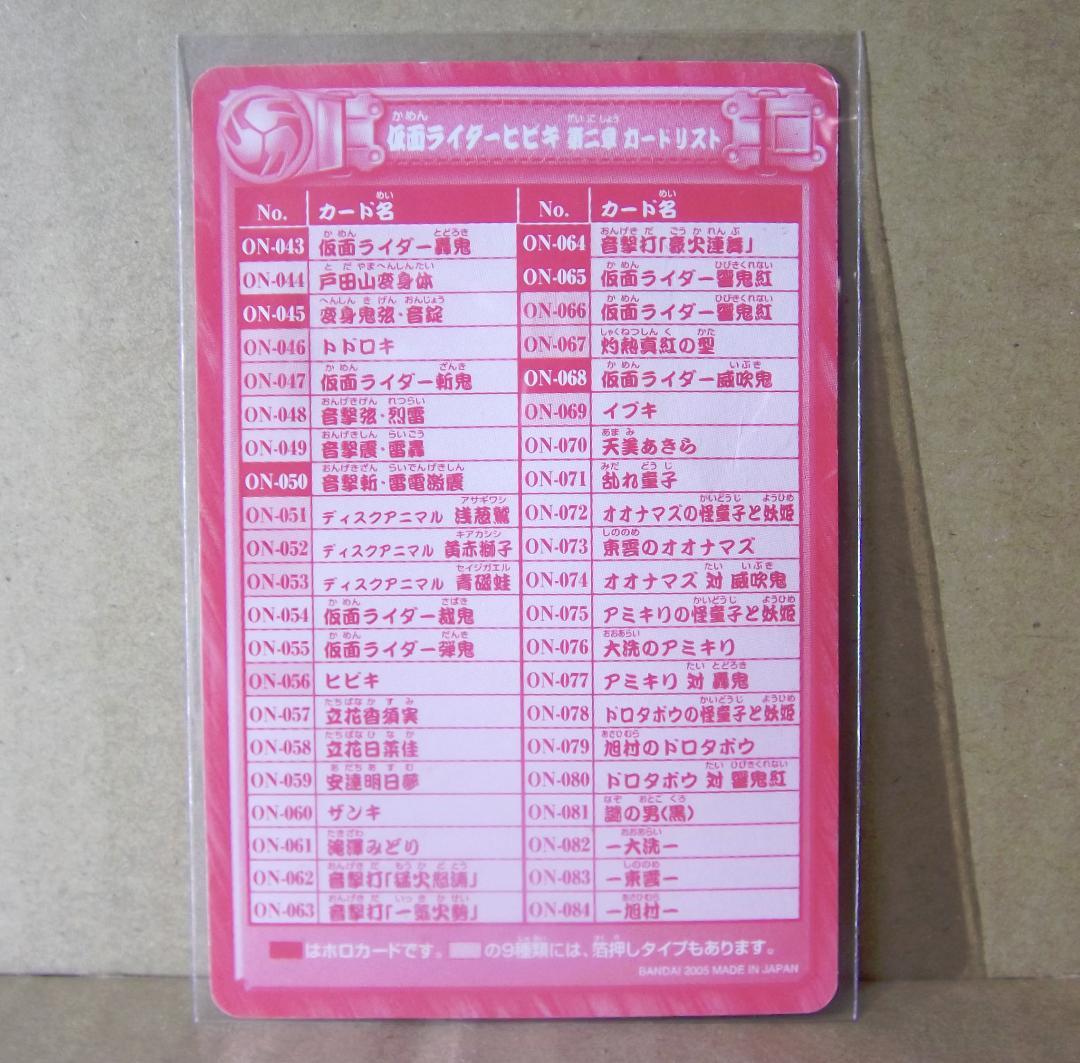 仮面ライダーヒビキ 第二章 カードリスト
No. カード名
ON-043 仮面ライダー轟鬼
ON-044 戸田山変身体
ON-045 変身鬼弦・音錠
ON-046 トドロキ
ON-047 仮面ライダー斬鬼
ON-048 音撃弦・烈雷
ON-049 音撃震・雷轟
ON-050 音撃斬・雷電激震
ON-051 ディスクアニマル 浅葱鷲
ON-052 ディスクアニマル 黄赤獅子
ON-053 ディスクアニマル 青磁蛙
ON-054 仮面ライダー裁鬼
ON-055 仮面ライダー弾鬼
ON-056 ヒビキ
ON-057 立花香須実
ON-058 立花日菜佳
ON-059 安達明日夢
ON-060 ザンキ
ON-061 滝澤みどり
ON-062 音撃打「猛火怒濤」
ON-063 音撃打「一気火勢」
No. カード名
ON-064 音撃打「豪火連舞」
ON-065 仮面ライダー響鬼紅
ON-066 仮面ライダー響鬼紅
ON-067 灼熱真紅の型
ON-068 仮面ライダー威吹鬼
ON-069 イブキ
ON-070 天美あきら
ON-071 乱れ童子
ON-072 オオナマズの怪童子と妖姫
ON-073 東雲のオオナマズ
ON-074 オオナマズ 対 威吹鬼
ON-075 アミキリの怪童子と妖姫
ON-076 大洗のアミキリ
ON-077 アミキリ 対 轟鬼
ON-078 ドロタボウの怪童子と妖姫
ON-079 旭村のドロタボウ
ON-080 ドロタボウ 対 響鬼紅
ON-081 謎の男(黒)
ON-082 ー大洗ー
ON-083 ー東雲ー
ON-084 ー旭村ー
はホロカードです。 の9種類には、箔押しタイプもあります。
BANDAI 2005 MADE IN JAPAN